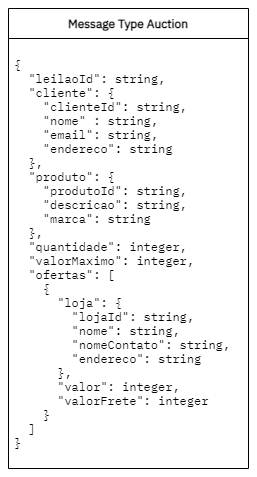 Message Type Auction
{
  "leilaoId": string,
  "cliente": {
    "clienteId": string,
    "nome" : string,
    "email": string,
    "endereco": string
  },
  "produto": {
    "produtoId": string,
    "descricao": string,
    "marca": string
  },
  "quantidade": integer,
  "valorMaximo": integer,
  "ofertas": [
    {
      "loja": {
        "lojaId": string,
        "nome": string,
        "nomeContato": string,
        "endereco": string
      },
      "valor": integer,
      "valorFrete": integer
    }
  ]
}